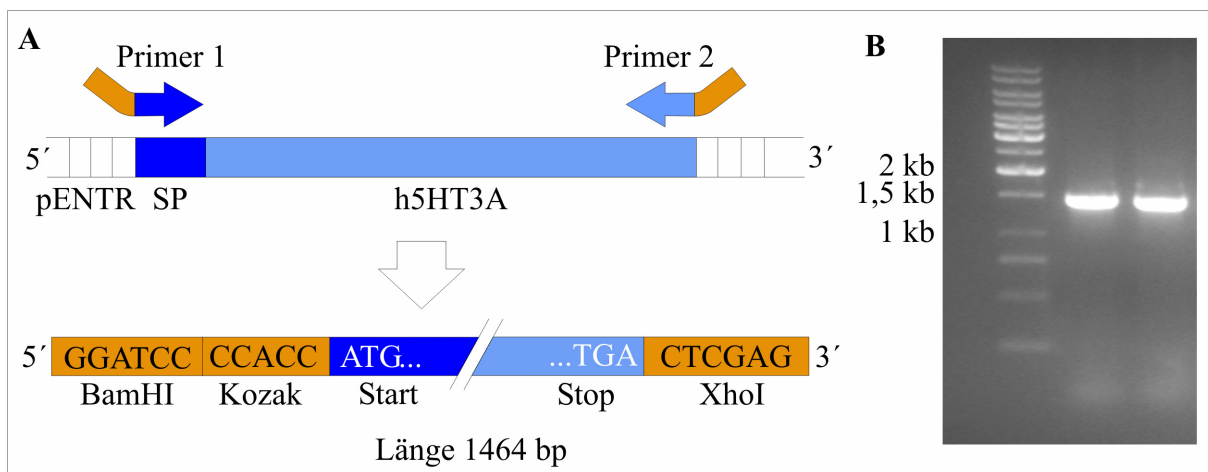 A
Primer 1
Primer 2
5´
3´
pENTR
SP
h5HT3A
5´
GGATCC
CCACC
ATG...
...TGA
CTCGAG
3´
BamHI
Kozak
Start
Stop
XhoI
Länge 1464 bp
B
2 kb
1,5 kb
1 kb